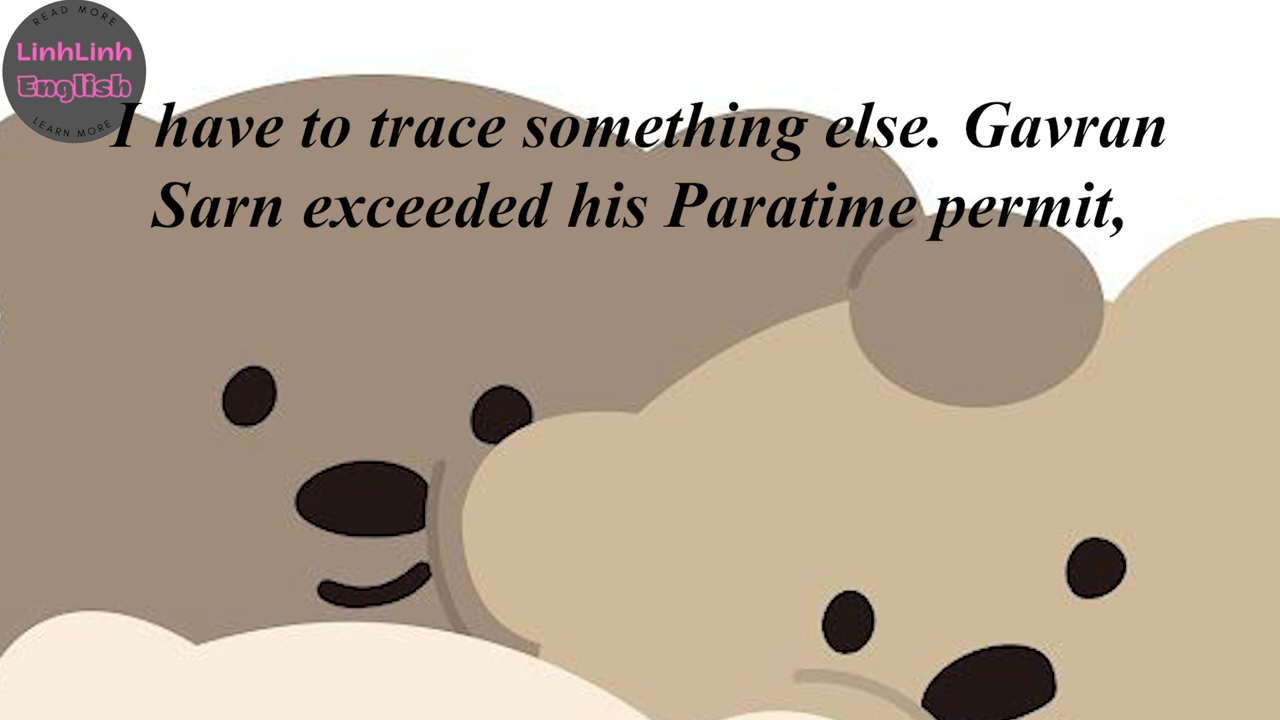 READ MORE
LinhLinh
English
LEARN MORE
I have to trace something else. Gavran
Sarn exceeded his Paratime permit,